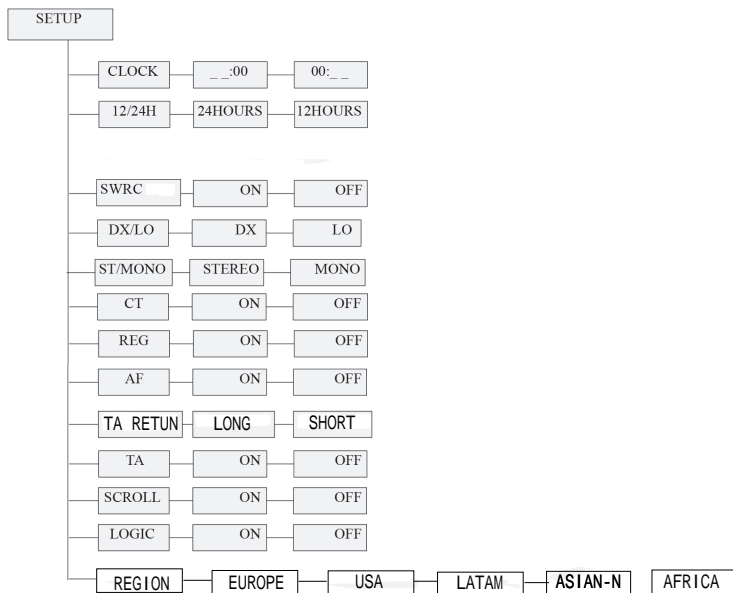 SETUP
CLOCK _ _:00 00:_ _
12/24H 24HOURS 12HOURS
SWRC ON OFF
DX/LO DX LO
ST/MONO STEREO MONO
CT ON OFF
REG ON OFF
AF ON OFF
TA RETUN LONG SHORT
TA ON OFF
SCROLL ON OFF
LOGIC ON OFF
REGION EUROPE USA LATAM ASIAN-N AFRICA